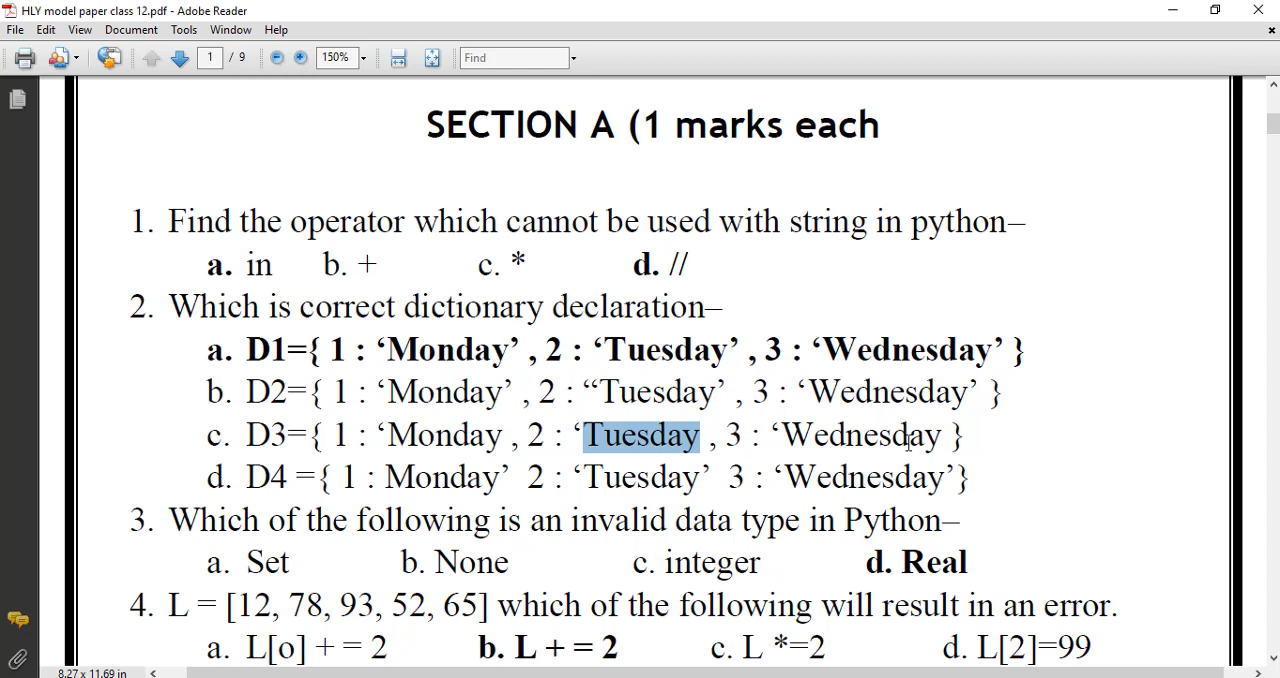 HLY model paper class 12.pdf - Adobe Reader
File Edit View Document Tools Window Help
1 / 9 150% Find
SECTION A (1 marks each
1. Find the operator which cannot be used with string in python–
a. in b. + c. * d. //
2. Which is correct dictionary declaration–
a. D1={ 1 : ‘Monday’ , 2 : ‘Tuesday’ , 3 : ‘Wednesday’ }
b. D2={ 1 : ‘Monday’ , 2 : “Tuesday’ , 3 : ‘Wednesday’ }
c. D3={ 1 : ‘Monday , 2 : ‘Tuesday , 3 : ‘Wednesday }
d. D4 ={ 1 : Monday’ 2 : ‘Tuesday’ 3 : ‘Wednesday’}
3. Which of the following is an invalid data type in Python–
a. Set b. None c. integer d. Real
4. L = [12, 78, 93, 52, 65] which of the following will result in an error.
a. L[o] + = 2 b. L + = 2 c. L *=2 d. L[2]=99
8.27 x 11.69 in